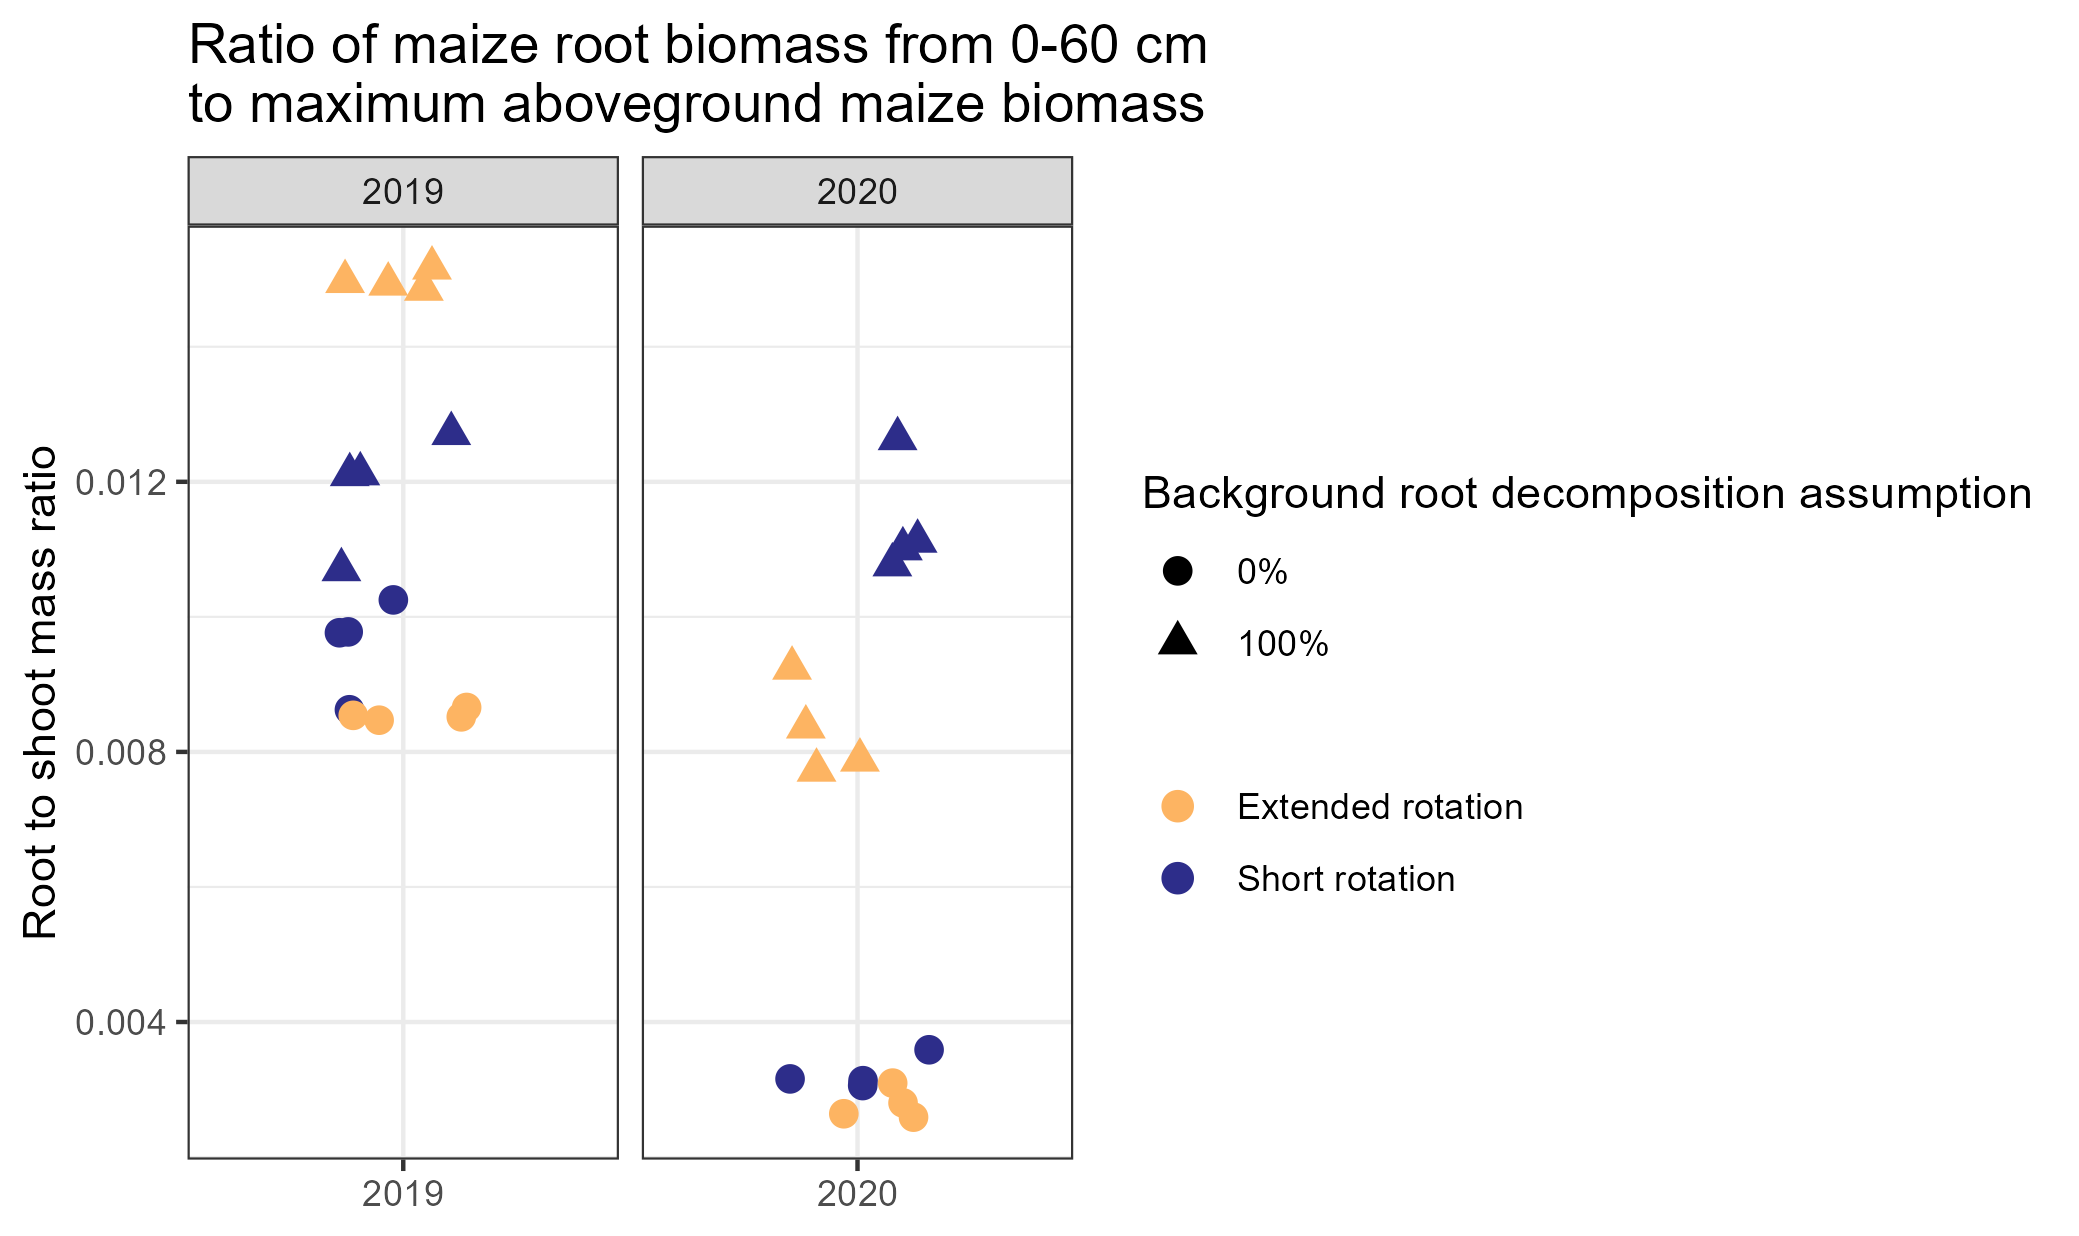 Ratio of maize root biomass from 0-60 cm
to maximum aboveground maize biomass
2019
2020
Root to shoot mass ratio
0.012
0.008
0.004
2019
2020
Background root decomposition assumption
0%
100%
Extended rotation
Short rotation